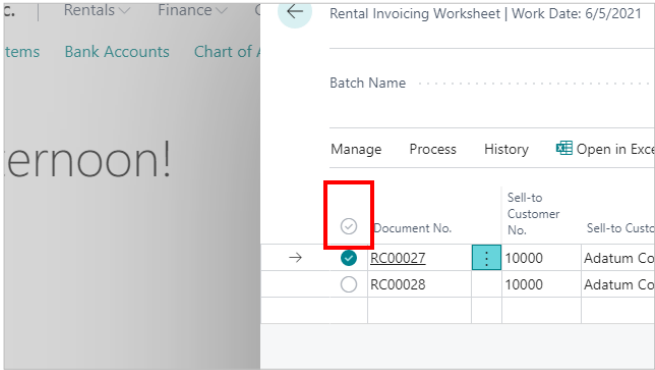 c. | Rentals Finance
Rental Invoicing Worksheet | Work Date: 6/5/2021
tems Bank Accounts Chart of
Batch Name
ernoon!
Manage Process History Open in Exce
Document No. Sell-to Customer No. Sell-to Custo
RC00027 10000 Adatum Co
RC00028 10000 Adatum Co